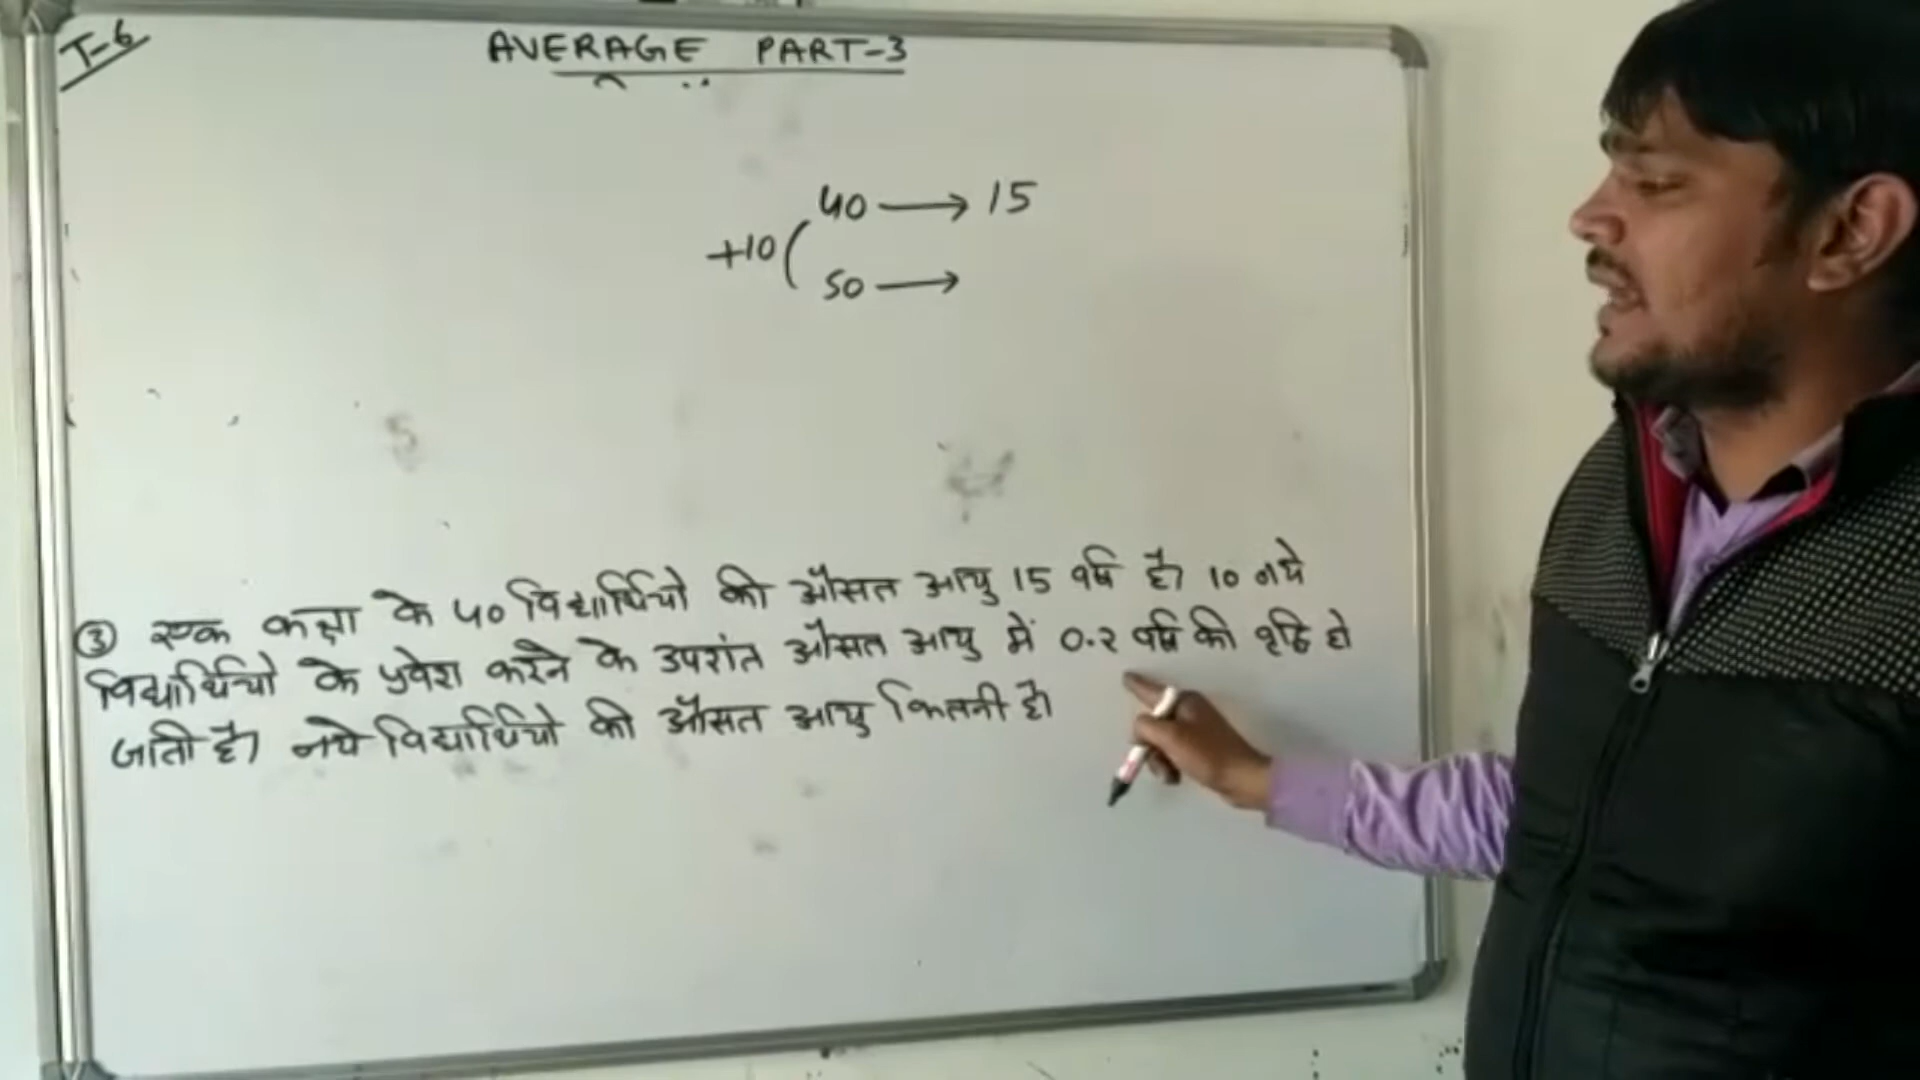 T-6
AVERAGE PART-3
40 → 15
+10 (
50 →
③ एक कक्षा के 40 विद्यार्थियो की औसत आयु 15 वर्ष है। 10 नये
विद्यार्थियो के प्रवेश करने के उपरांत औसत आयु में 0.2 वर्ष की वृद्धि हो
जाती है। नये विद्यार्थियो की औसत आयु कितनी है।